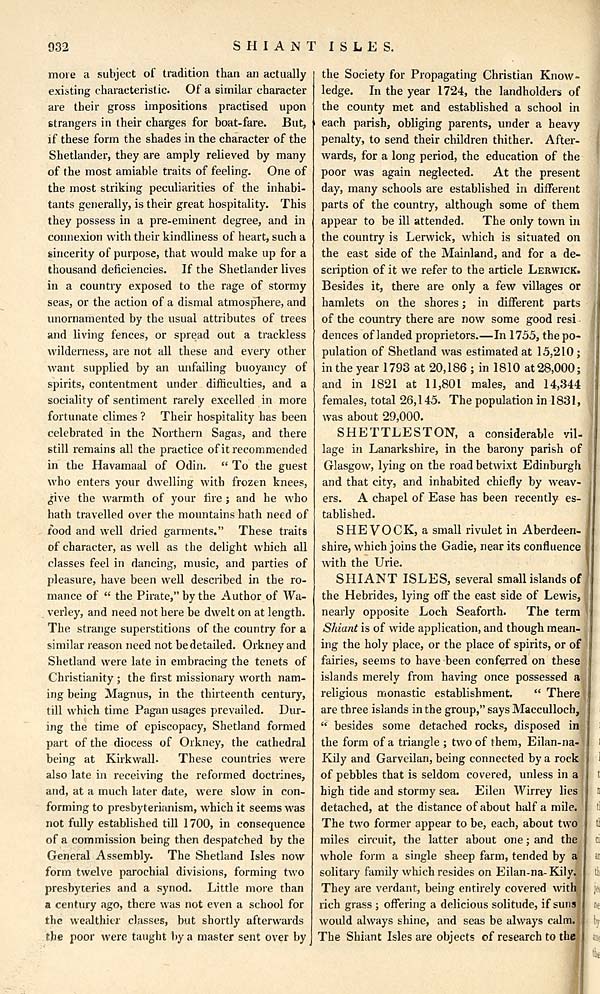 932
SHIANT ISLES.
more a subject of tradition than an actually
existing characteristic. Of a similar character
are their gross impositions practised upon
strangers in their charges for boat-fare. But,
if these form the shades in the character of the
Shetlander, they are amply relieved by many
of the most amiable traits of feeling. One of
the most striking peculiarities of the inhabi-
tants generally, is their great hospitality. This
they possess in a pre-eminent degree, and in
connexion with their kindliness of heart, such a
sincerity of purpose, that would make up for a
thousand deficiencies. If the Shetlander lives
in a country exposed to the rage of stormy
seas, or the action of a dismal atmosphere, and
unornamented by the usual attributes of trees
and living fences, or spread out a trackless
wilderness, are not all these and every other
want supplied by an unfailing buoyancy of
spirits, contentment under difficulties, and a
sociality of sentiment rarely excelled in more
fortunate climes? Their hospitality has been
celebrated in the Northern Sagas, and there
still remains all the practice of it recommended
in the Havamaal of Odin. "To the guest
who enters your dwelling with frozen knees,
give the warmth of your fire; and he who
hath travelled over the mountains hath need of
food and well dried garments." These traits
of character, as well as the delight which all
classes feel in dancing, music, and parties of
pleasure, have been well described in the ro-
mance of "the Pirate," by the Author of Wa-
verley, and need not here be dwelt on at length.
The strange superstitions of the country for a
similar reason need not be detailed. Orkney and
Shetland were late in embracing the tenets of
Christianity; the first missionary worth nam-
ing being Magnus, in the thirteenth century,
till which time Pagan usages prevailed. Dur-
ing the time of episcopacy, Shetland formed
part of the diocess of Orkney, the cathedral
being at Kirkwall. These countries were
also late in receiving the reformed doctrines,
and, at a much later date, were slow in con-
forming to presbyterianism, which it seems was
not fully established till 1700, in consequence
of a commission being then despatched by the
General Assembly. The Shetland Isles now
form twelve parochial divisions, forming two
presbyteries and a synod. Little more than
a century ago, there was not even a school for
the wealthier classes, but shortly afterwards
the poor were taught by a master sent over by
the Society for Propagating Christian Know-
ledge. In the year 1724, the landholders of
the county met and established a school in
each parish, obliging parents, under a heavy
penalty, to send their children thither. After-
wards, for a long period, the education of the
poor was again neglected. At the present
day, many schools are established in different
parts of the country, although some of them
appear to be ill attended. The only town in
the country is Lerwick, which is situated on
the east side of the Mainland, and for a de-
scription of it we refer to the article LERWICK.
Besides it, there are only a few villages or
hamlets on the shores; in different parts
of the country there are now some good resi
dences of landed proprietors.—In 1755, the po-
pulation of Shetland was estimated at 15,210;
in the year 1793 at 20,186; in 1810 at 28,000;
and in 1821 at 11,801 males, and 14,344
females, total 26,145. The population in 1831,
was about 29,000.
SHETTLESTON, a considerable vil-
lage in Lanarkshire, in the barony parish of
Glasgow, lying on the road betwixt Edinburgh
and that city, and inhabited chiefly by weav-
ers. A chapel of Ease has been recently es-
tablished.
SHEVOCK, a small rivulet in Aberdeen-
shire, which joins the Gadie, near its confluence
with the Urie.
SHIANT ISLES, several small islands of
the Hebrides, lying off the east side of Lewis,
nearly opposite Loch Seaforth. The term
Shiant is of wide application, and though mean-
ing the holy place, or the place of spirits, or of
fairies, seems to have been conferred on these
islands merely from having once possessed a
religious monastic establishment. "There
are three islands in the group," says Macculloch,
"besides some detached rocks, disposed in
the form of a triangle; two of them, Eilan-na-
Kily and Garveilan, being connected by a rock
of pebbles that is seldom covered, unless in a
high tide and stormy sea. Eilen Wirrey lies
detached, at the distance of about half a mile.
The two former appear to be, each, about two
miles circuit, the latter about one; and the
whole form a single sheep farm, tended by a
solitary family which resides on Eilan-na-Kily.
They are verdant, being entirely covered with
rich grass; offering a delicious solitude, if suns
would always shine, and seas be always calm.
The Shiant Isles are objects of research to the